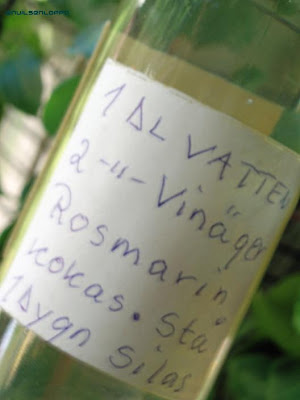 1 DL VATTEN
2 -"- Vinäger
Rosmarin
kokas. Stå
1 Dygn Silas